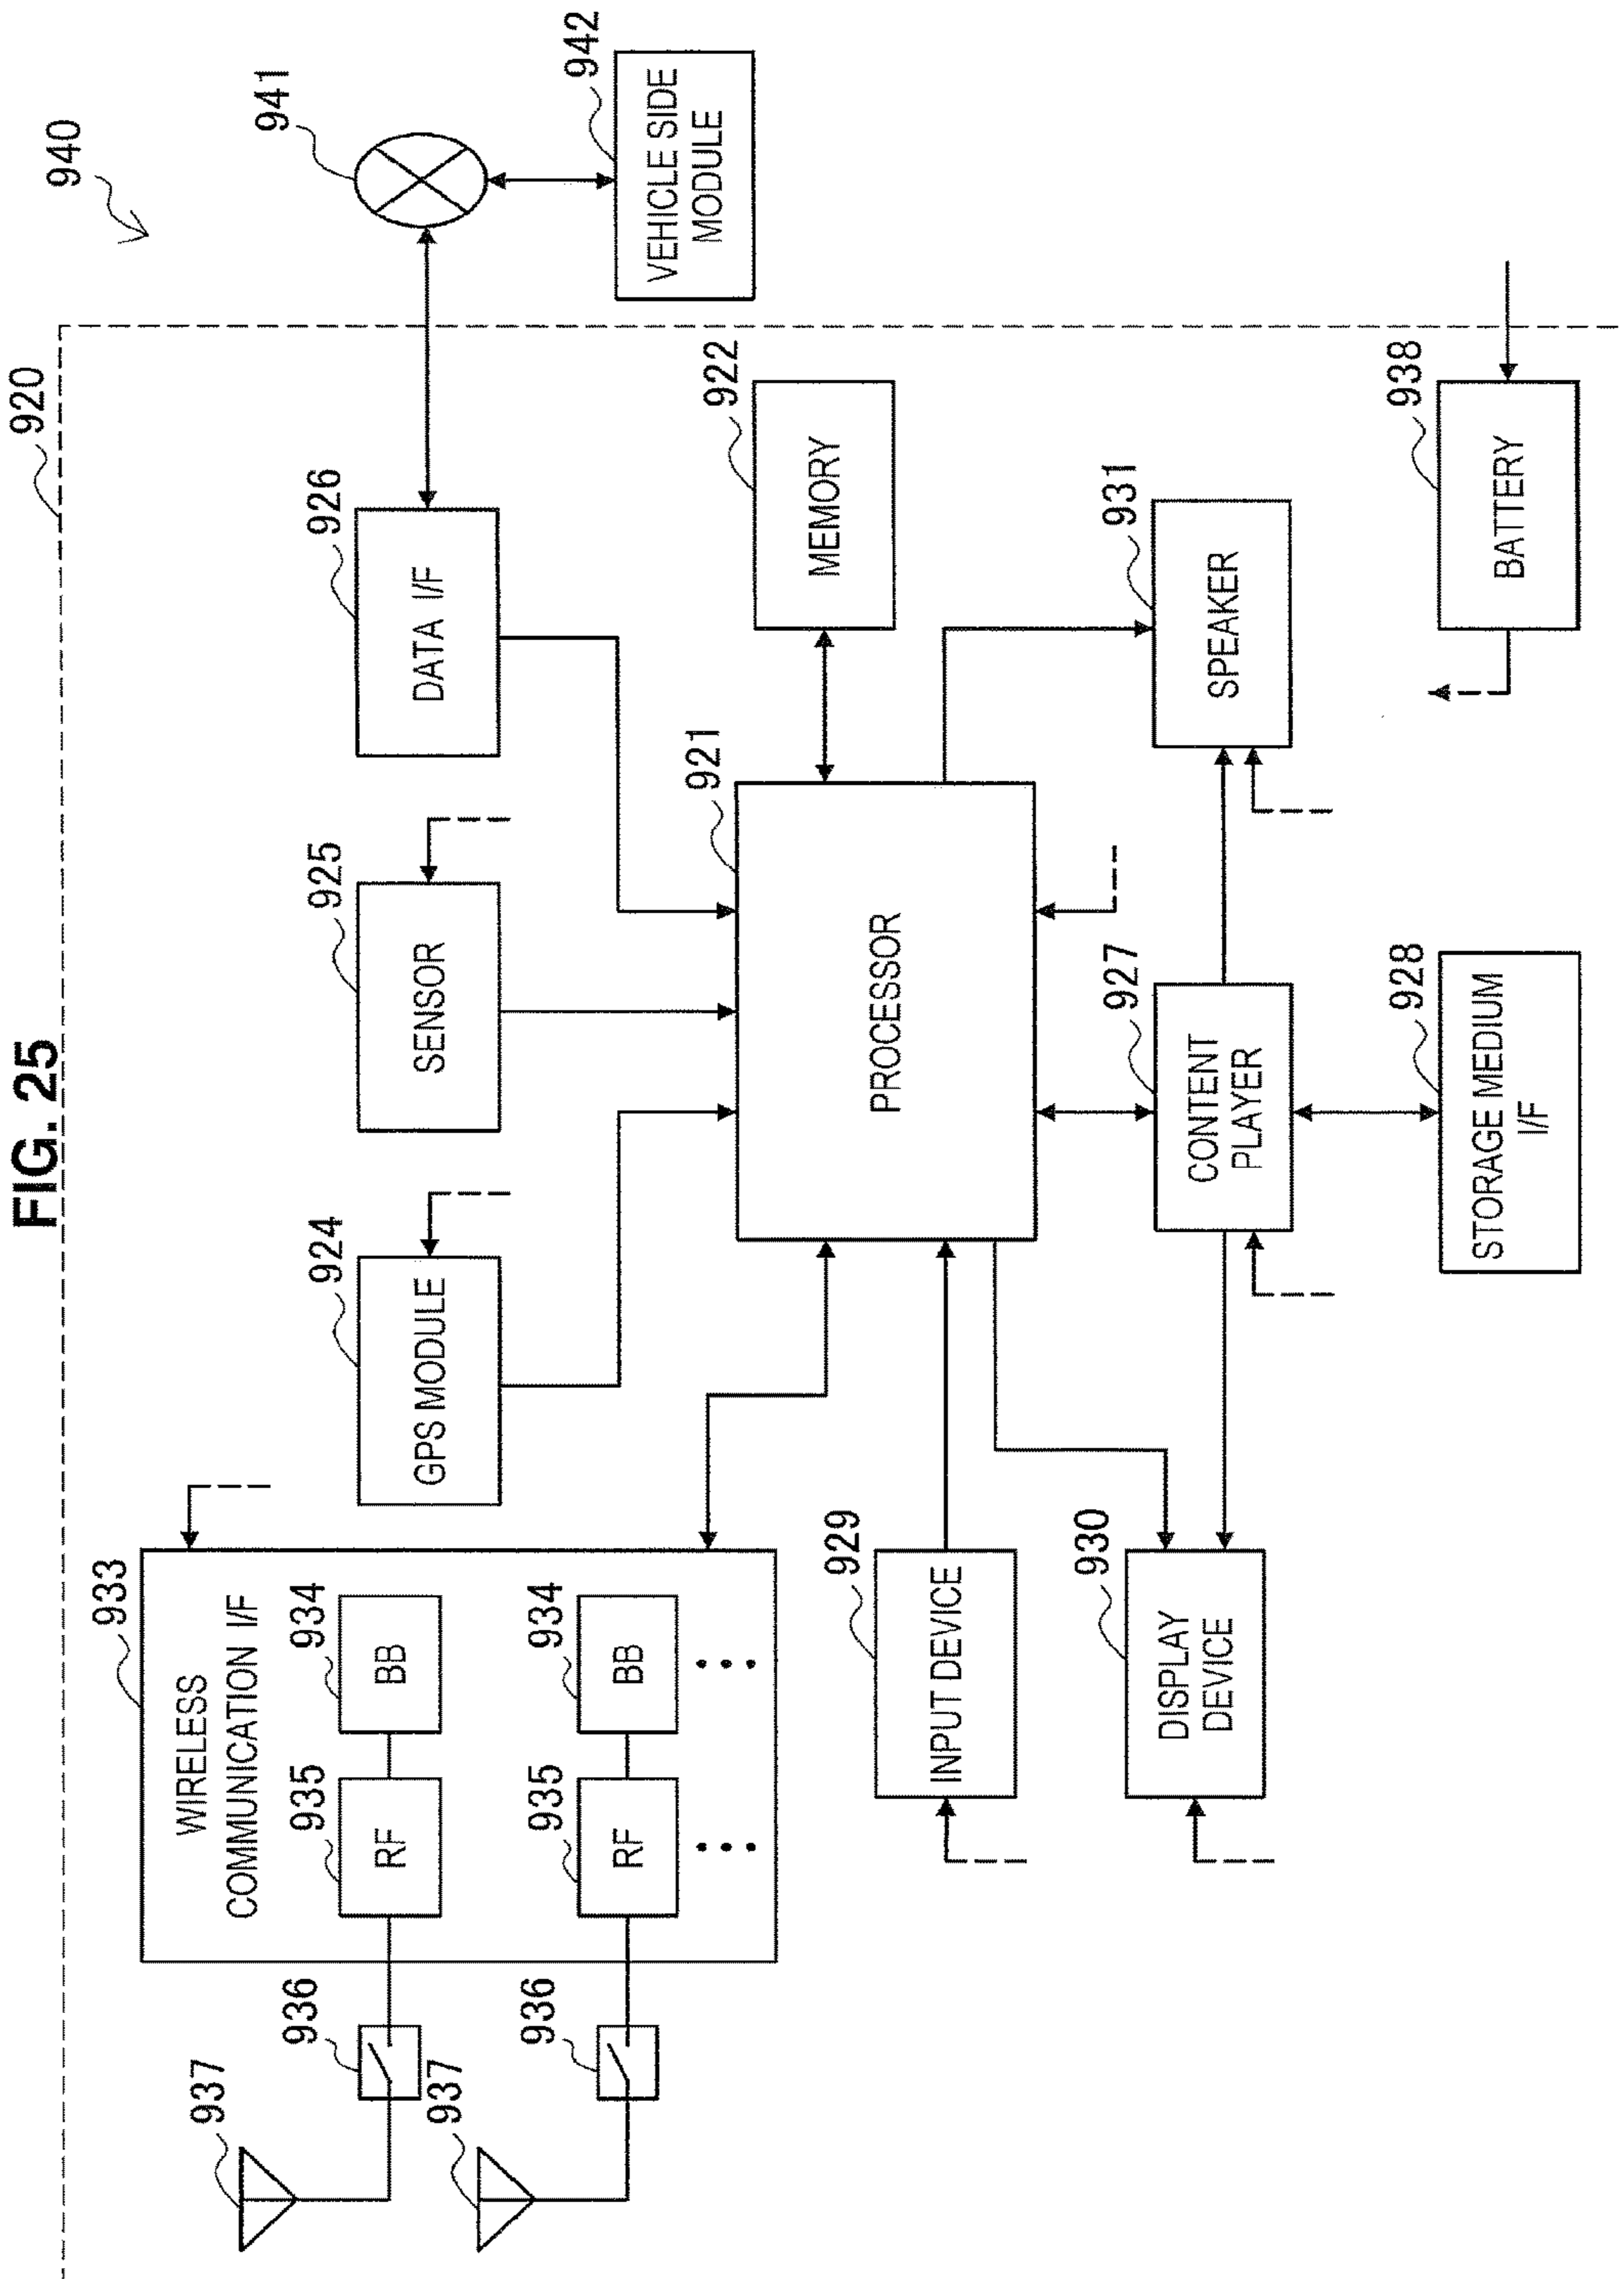 FIG. 25
920
940
933
WIRELESS
COMMUNICATION I/F
937
936
935
RF
934
BB
937
936
935
RF
934
BB
924
GPS MODULE
925
SENSOR
926
DATA I/F
941
942
VEHICLE SIDE
MODULE
921
PROCESSOR
922
MEMORY
929
INPUT DEVICE
930
DISPLAY
DEVICE
927
CONTENT
PLAYER
931
SPEAKER
928
STORAGE MEDIUM
I/F
938
BATTERY